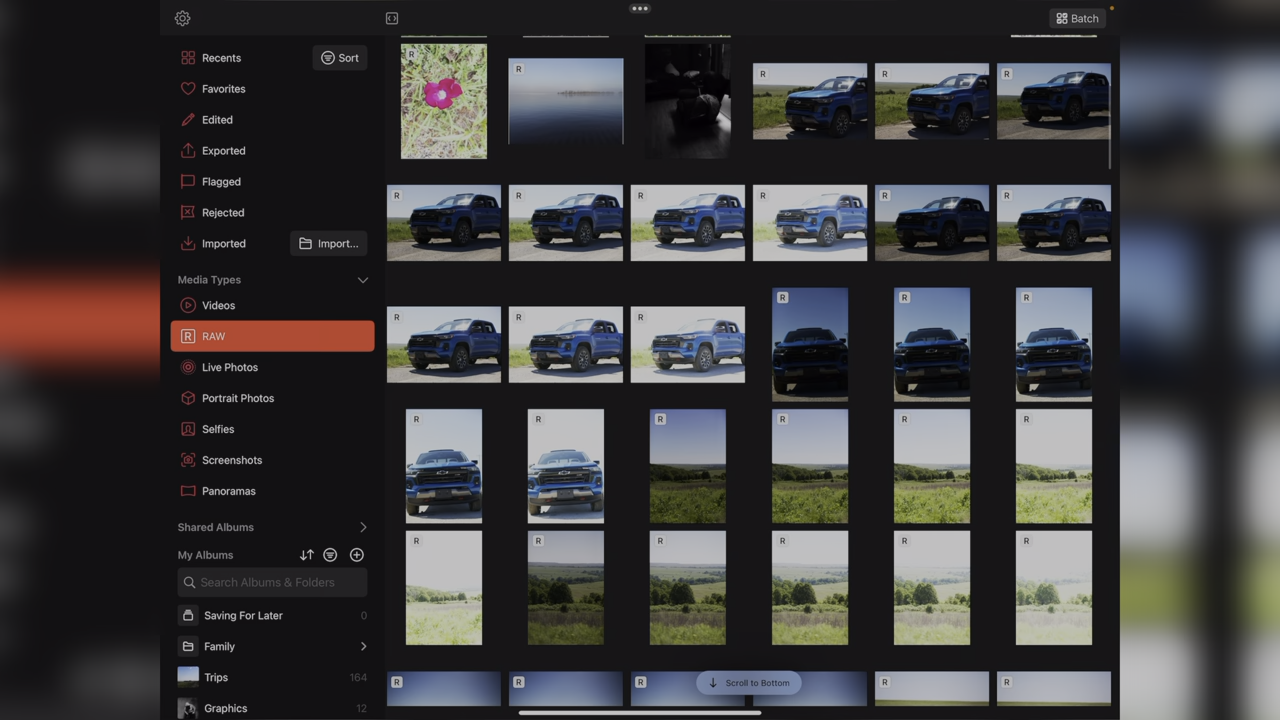 Batch
Recents
Sort
Favorites
Edited
Exported
Flagged
Rejected
Imported
Import...
Media Types
Videos
R RAW
Live Photos
Portrait Photos
Selfies
Screenshots
Panoramas
Shared Albums
My Albums
Search Albums & Folders
Saving For Later 0
Family
Trips 164
Graphics 12
R
R
R R R
R R R R R R
R R R R R R
R R R R R R
R R R R R R
R R R R R
Scroll to Bottom